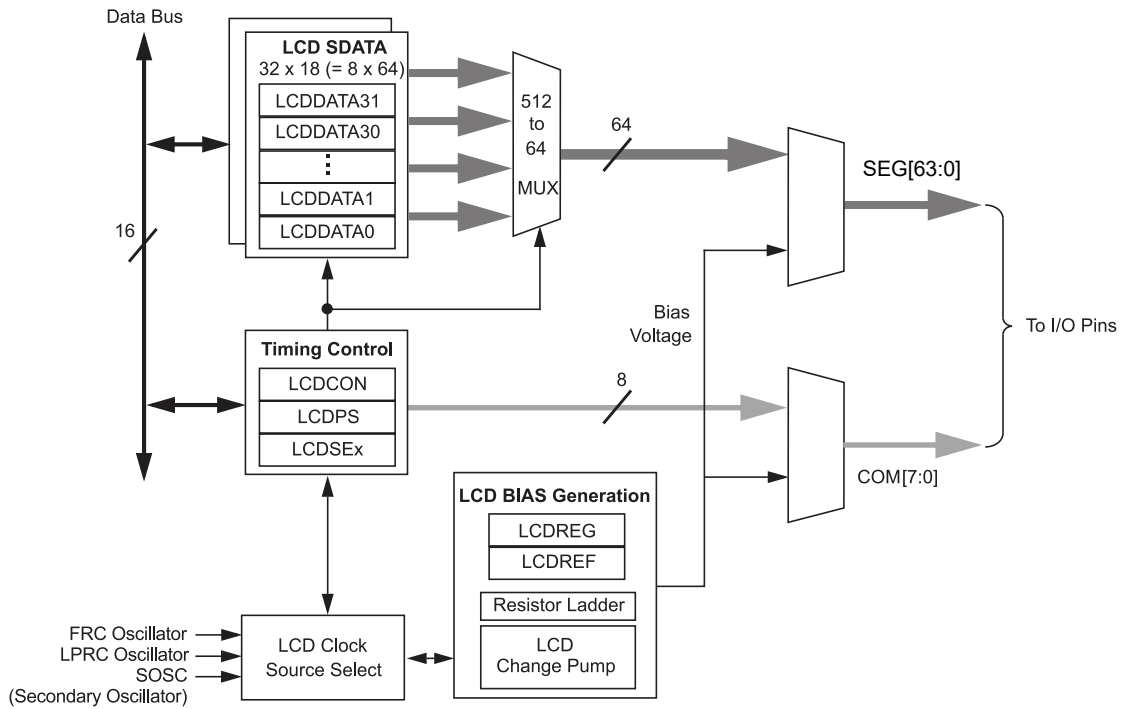 Data Bus
LCD SDATA
32 x 18 (= 8 x 64)
LCDDATA31
LCDDATA30
⋮
LCDDATA1
LCDDATA0
512
to
64
MUX
64
SEG[63:0]
16
Bias
Voltage
To I/O Pins
Timing Control
LCDCON
LCDPS
LCDSEx
8
COM[7:0]
LCD BIAS Generation
LCDREG
LCDREF
Resistor Ladder
LCD
Change Pump
FRC Oscillator
LPRC Oscillator
SOSC
(Secondary Oscillator)
LCD Clock
Source Select